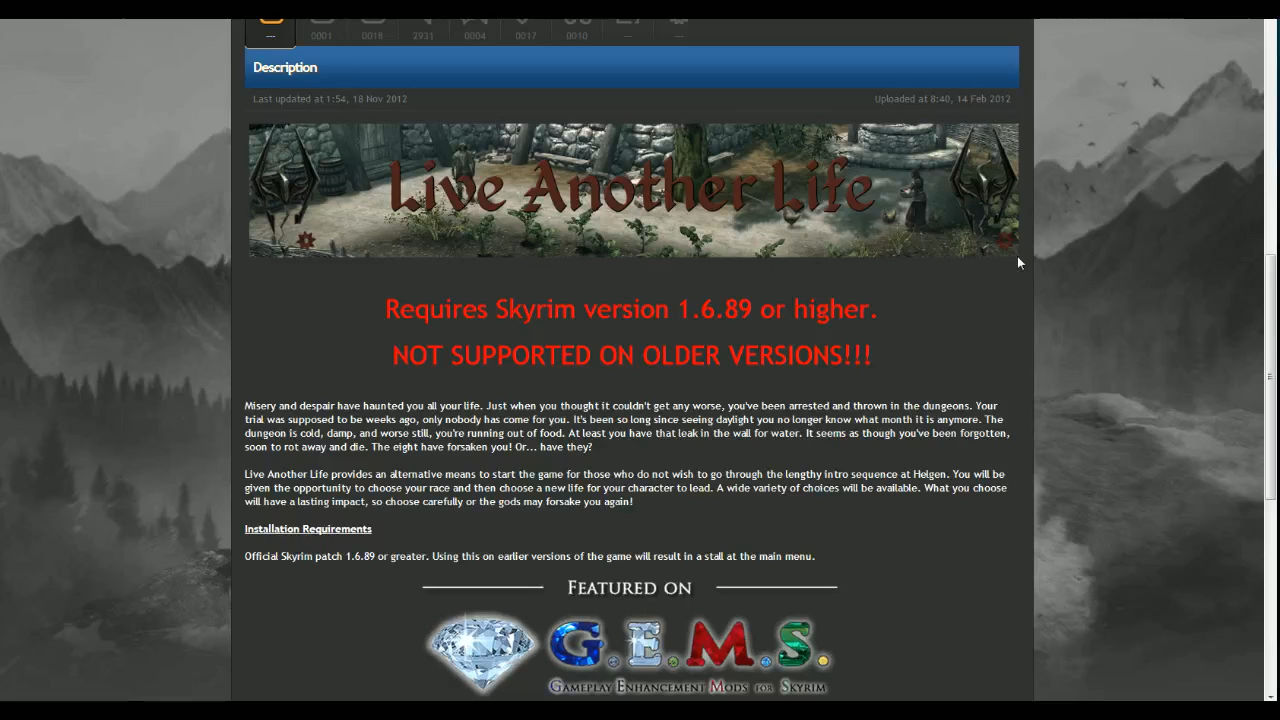 --- 0001 0018 2931 0004 0017 0010 --- ---
Description
Last updated at 1:54, 18 Nov 2012 Uploaded at 8:40, 14 Feb 2012
Live Another Life
Requires Skyrim version 1.6.89 or higher.
NOT SUPPORTED ON OLDER VERSIONS!!!
Misery and despair have haunted you all your life. Just when you thought it couldn't get any worse, you've been arrested and thrown in the dungeons. Your
trial was supposed to be weeks ago, only nobody has come for you. It's been so long since seeing daylight you no longer know what month it is anymore. The
dungeon is cold, damp, and worse still, you're running out of food. At least you have that leak in the wall for water. It seems as though you've been forgotten,
soon to rot away and die. The eight have forsaken you! Or... have they?
Live Another Life provides an alternative means to start the game for those who do not wish to go through the lengthy intro sequence at Helgen. You will be
given the opportunity to choose your race and then choose a new life for your character to lead. A wide variety of choices will be available. What you choose
will have a lasting impact, so choose carefully or the gods may forsake you again!
Installation Requirements
Official Skyrim patch 1.6.89 or greater. Using this on earlier versions of the game will result in a stall at the main menu.
FEATURED ON
G.E.M.S.
GAMEPLAY ENHANCEMENT MODS FOR SKYRIM